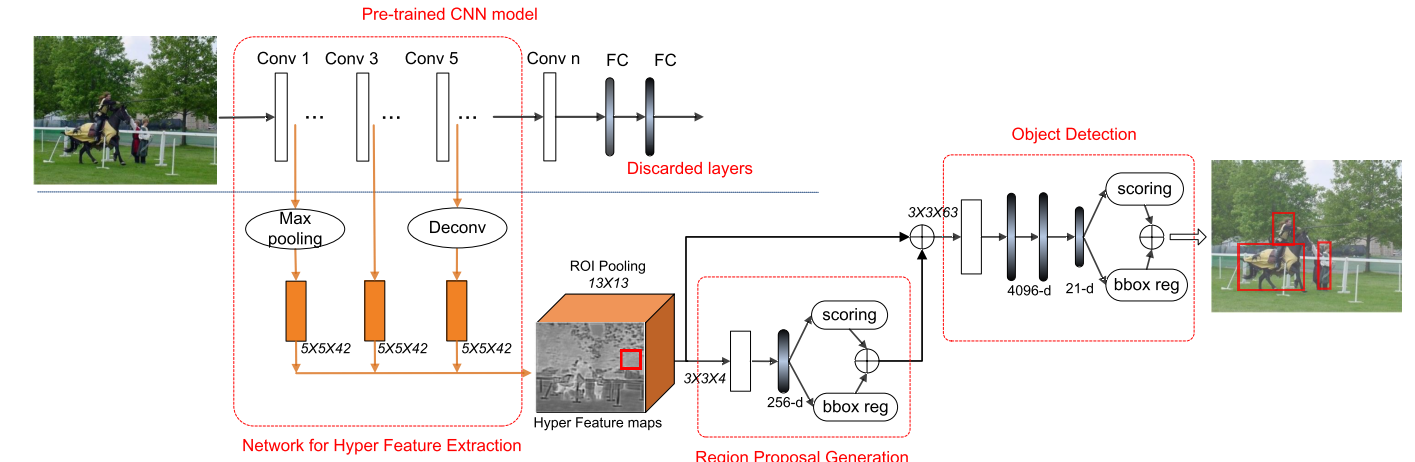 Pre-trained CNN model
Conv 1
Conv 3
Conv 5
Conv n
FC
FC
...
...
...
Discarded layers
Max
pooling
Deconv
5X5X42
5X5X42
5X5X42
Network for Hyper Feature Extraction
ROI Pooling
13X13
Hyper Feature maps
3X3X4
256-d
scoring
bbox reg
Region Proposal Generation
Object Detection
3X3X63
4096-d
21-d
scoring
bbox reg